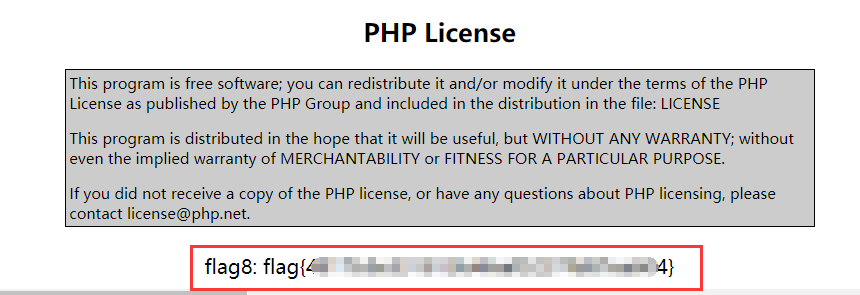 PHP License
This program is free software; you can redistribute it and/or modify it under the terms of the PHP
License as published by the PHP Group and included in the distribution in the file: LICENSE
This program is distributed in the hope that it will be useful, but WITHOUT ANY WARRANTY; without
even the implied warranty of MERCHANTABILITY or FITNESS FOR A PARTICULAR PURPOSE.
If you did not receive a copy of the PHP license, or have any questions about PHP licensing, please
contact license@php.net.
flag8: